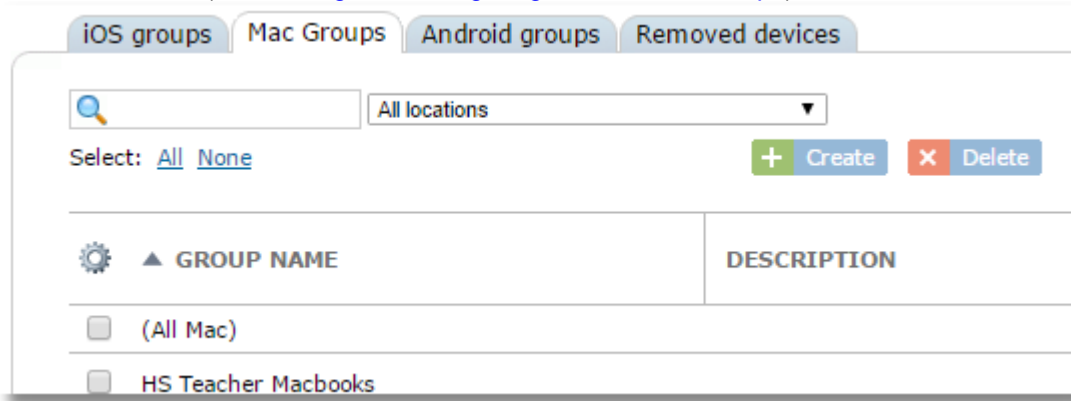 iOS groups Mac Groups Android groups Removed devices
All locations
Select: All None + Create × Delete
GROUP NAME DESCRIPTION
(All Mac)
HS Teacher Macbooks